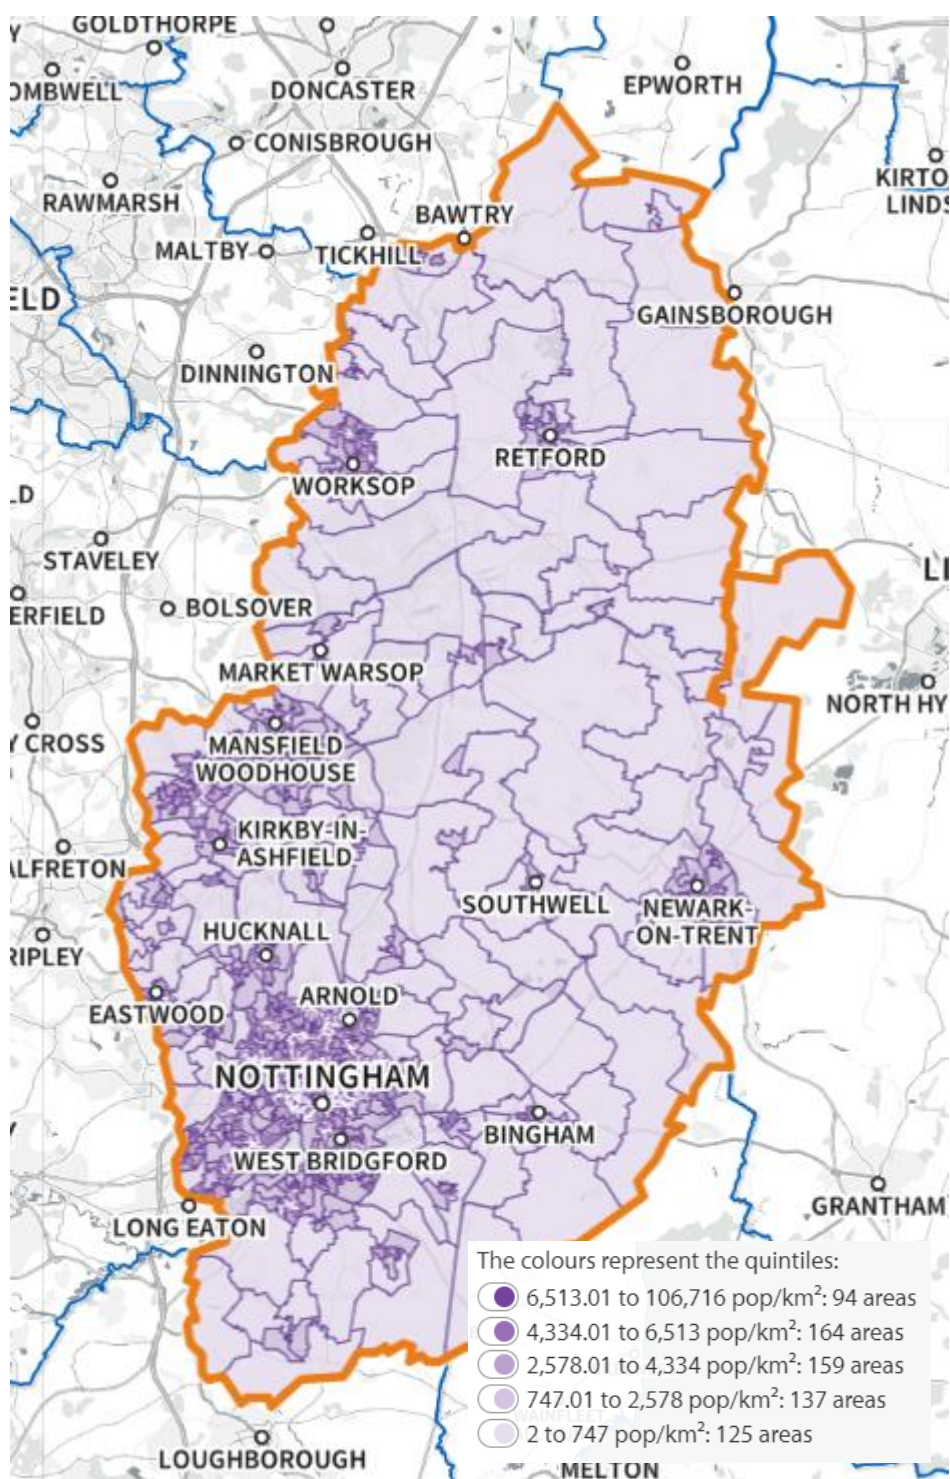 GOLDTHORPE
Y
DONCASTER
EPWORTH
OMBWELL
CONISBROUGH
RAWMARSH
KIRTO
LINDS
BAWTRY
MALTBY
TICKHILL
ELD
GAINSBOROUGH
DINNINGTON
RETFORD
WORKSOP
LD
STAVELEY
LI
BOLSOVER
ERFIELD
MARKET WARSOP
NORTH HY
Y CROSS
MANSFIELD
WOODHOUSE
KIRKBY-IN-
ASHFIELD
ALFRETON
SOUTHWELL
NEWARK-
ON-TRENT
HUCKNALL
RIPLEY
ARNOLD
EASTWOOD
NOTTINGHAM
Y
BINGHAM
WEST BRIDGFORD
GRANTHAM
LONG EATON
The colours represent the quintiles:
6,513.01 to 106,716 pop/km²: 94 areas
4,334.01 to 6,513 pop/km²: 164 areas
2,578.01 to 4,334 pop/km²: 159 areas
747.01 to 2,578 pop/km²: 137 areas
WAINFLEET
2 to 747 pop/km²: 125 areas
LOUGHBOROUGH
MELTON